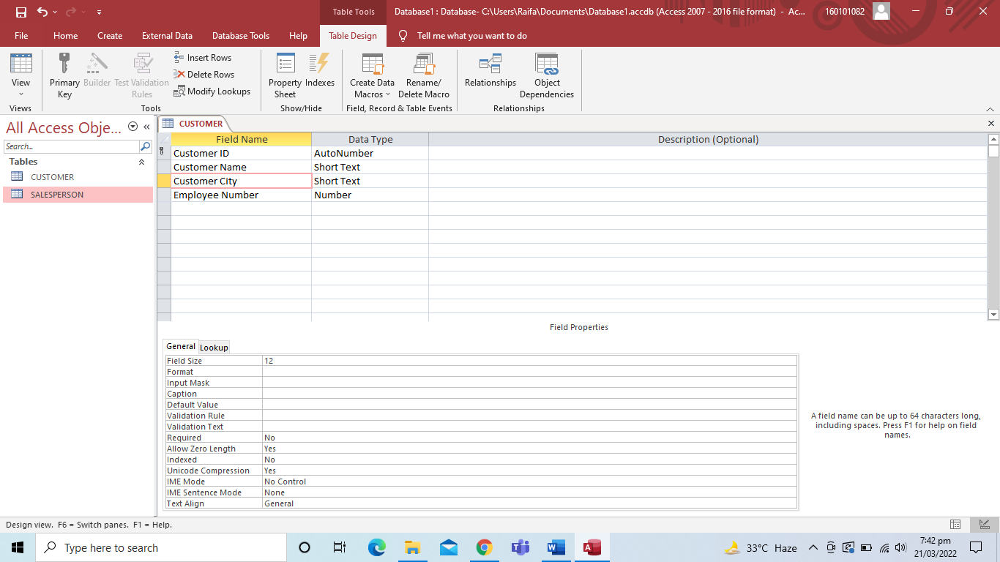 Table Tools
Database1 : Database- C:\Users\Raifa\Documents\Database1.accdb (Access 2007 - 2016 file format) - Ac...
160101082
File Home Create External Data Database Tools Help Table Design Tell me what you want to do
View
Views
Primary Key
Builder
Test Validation Rules
Insert Rows
Delete Rows
Modify Lookups
Tools
Property Sheet
Indexes
Show/Hide
Create Data Macros
Rename/ Delete Macro
Field, Record & Table Events
Relationships
Object Dependencies
Relationships
All Access Obje...
Search...
Tables
CUSTOMER
SALESPERSON
CUSTOMER
Field Name Data Type Description (Optional)
Customer ID AutoNumber
Customer Name Short Text
Customer City Short Text
Employee Number Number
Field Properties
General Lookup
Field Size 12
Format
Input Mask
Caption
Default Value
Validation Rule
Validation Text
Required No
Allow Zero Length Yes
Indexed No
Unicode Compression Yes
IME Mode No Control
IME Sentence Mode None
Text Align General
A field name can be up to 64 characters long,
including spaces. Press F1 for help on field
names.
Design view. F6 = Switch panes. F1 = Help.
Type here to search
33°C Haze
7:42 pm
21/03/2022